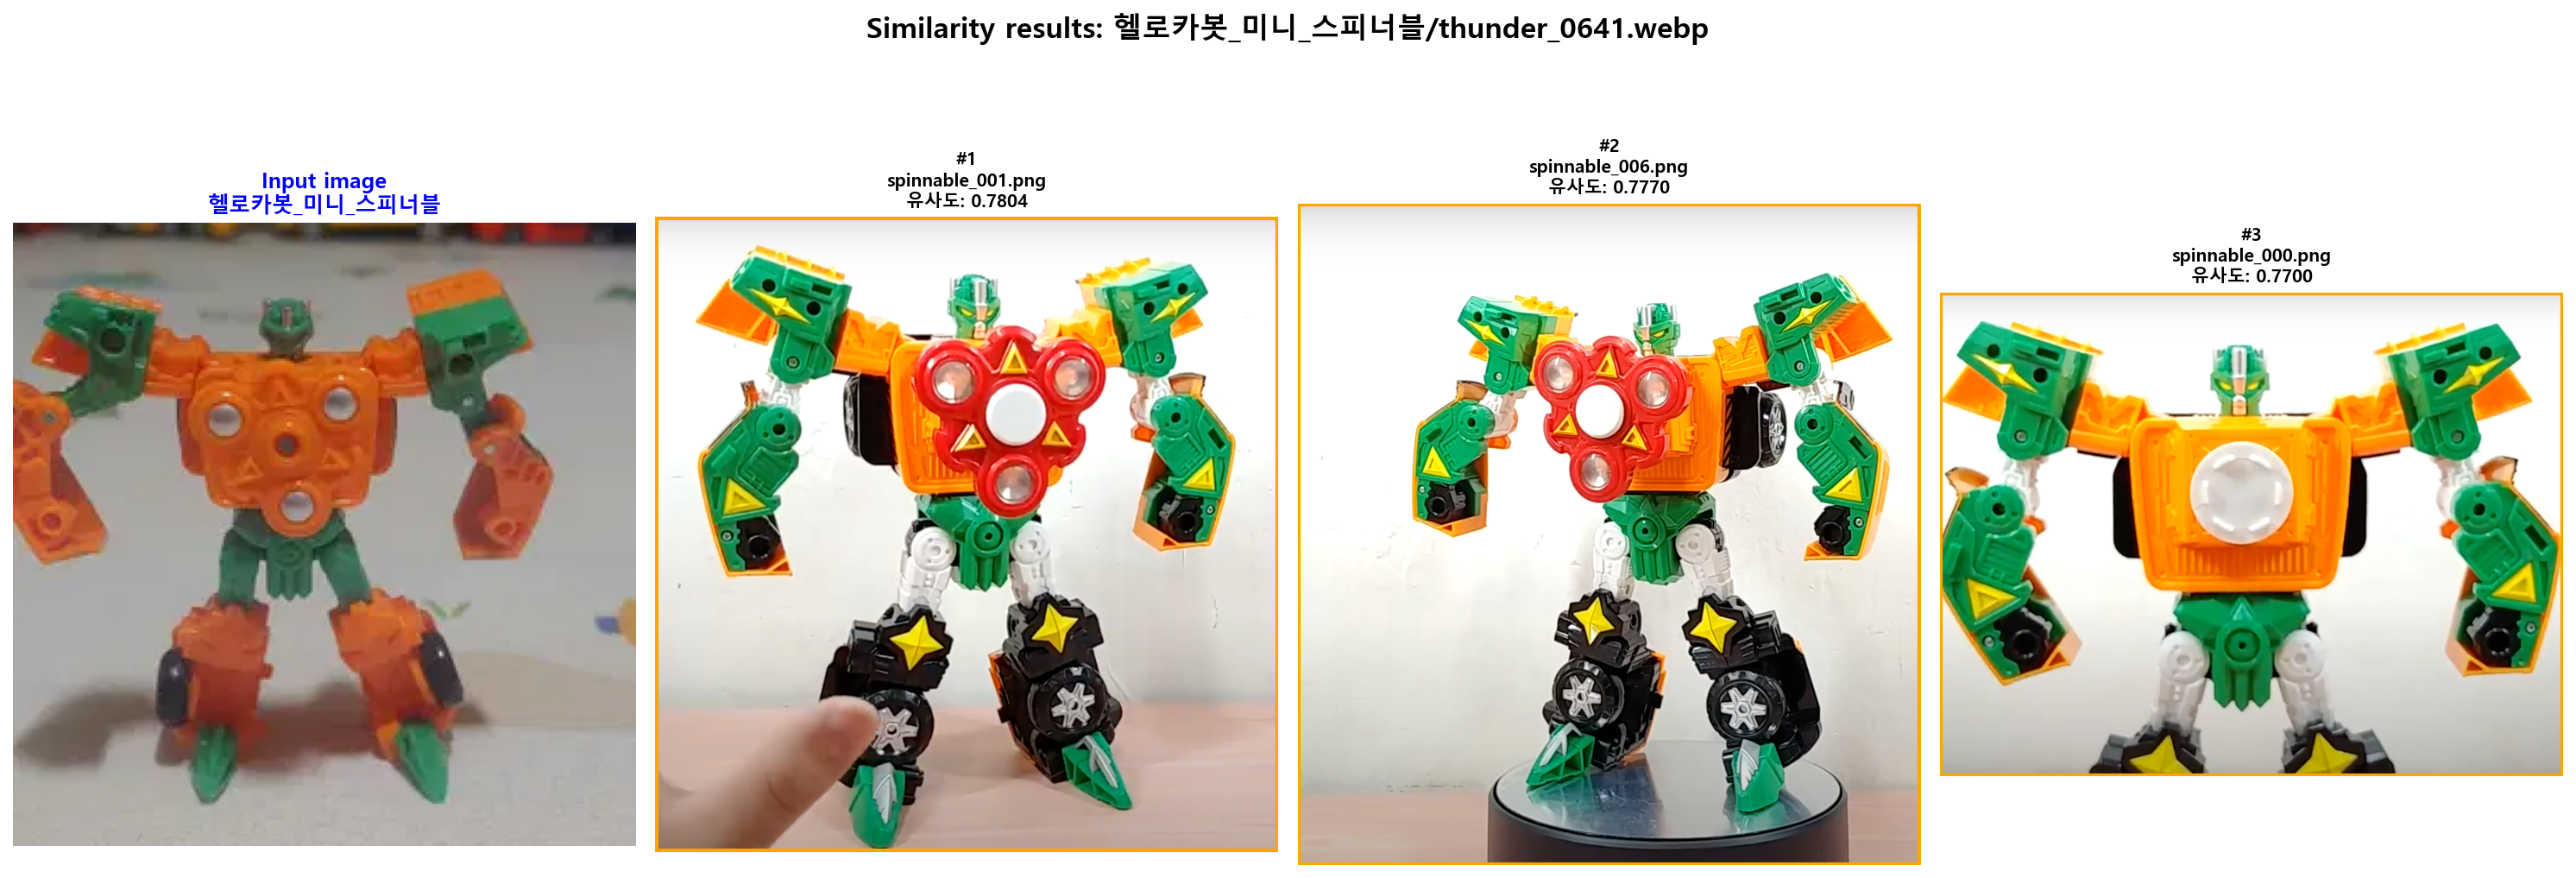 Similarity results: 헬로카봇_미니_스피너블/thunder_0641.webp
Input image
헬로카봇_미니_스피너블
#1
spinnable_001.png
유사도: 0.7804
#2
spinnable_006.png
유사도: 0.7770
#3
spinnable_000.png
유사도: 0.7700